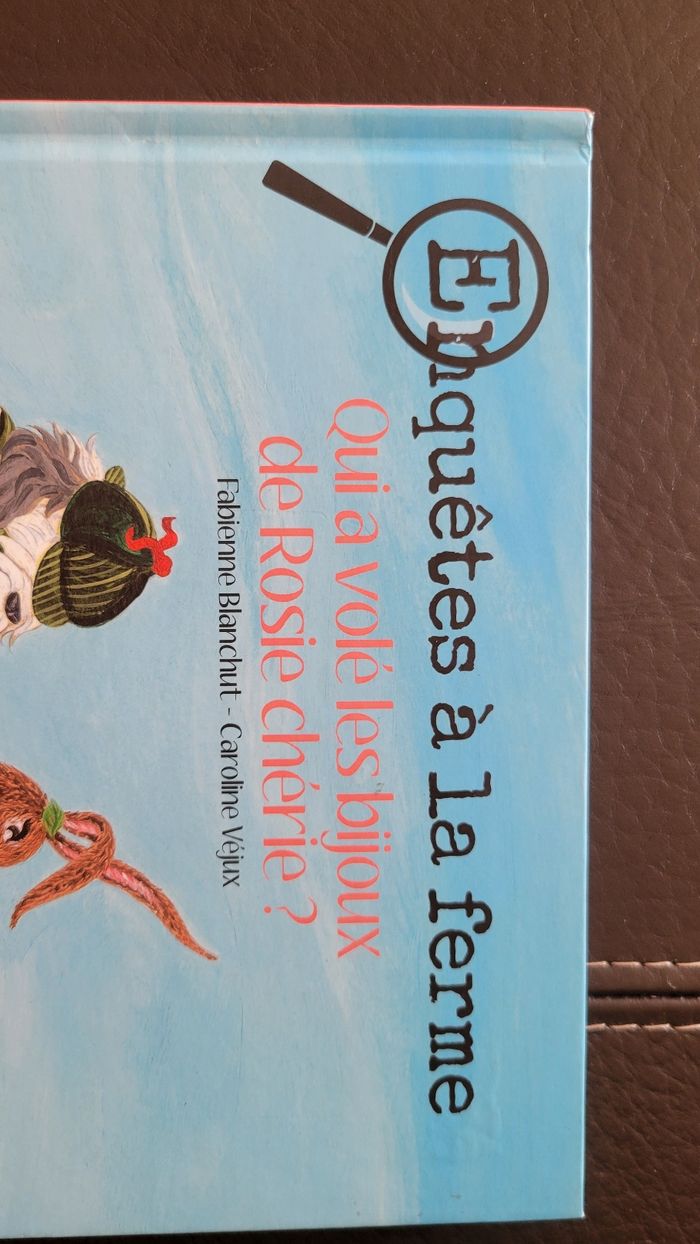 Enquêtes à la ferme
Qui a volé les bijoux
de Rosie chérie ?
Fabienne Blanchut - Caroline Véjux